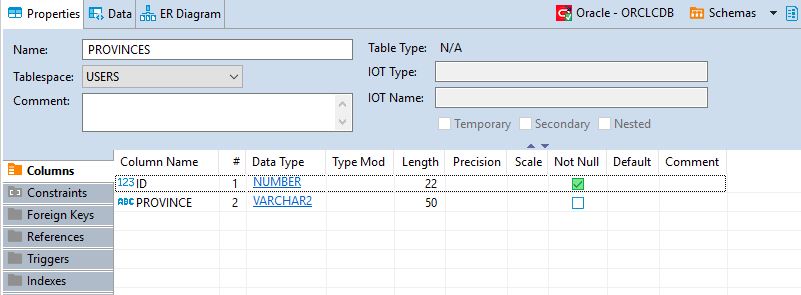 Properties Data ER Diagram Oracle - ORCLCDB Schemas
Name: PROVINCES Table Type: N/A
Tablespace: USERS IOT Type:
Comment: IOT Name:
Temporary Secondary Nested
Columns
Constraints
Foreign Keys
References
Triggers
Indexes
Column Name # Data Type Type Mod Length Precision Scale Not Null Default Comment
123 ID 1 NUMBER 22
ABC PROVINCE 2 VARCHAR2 50